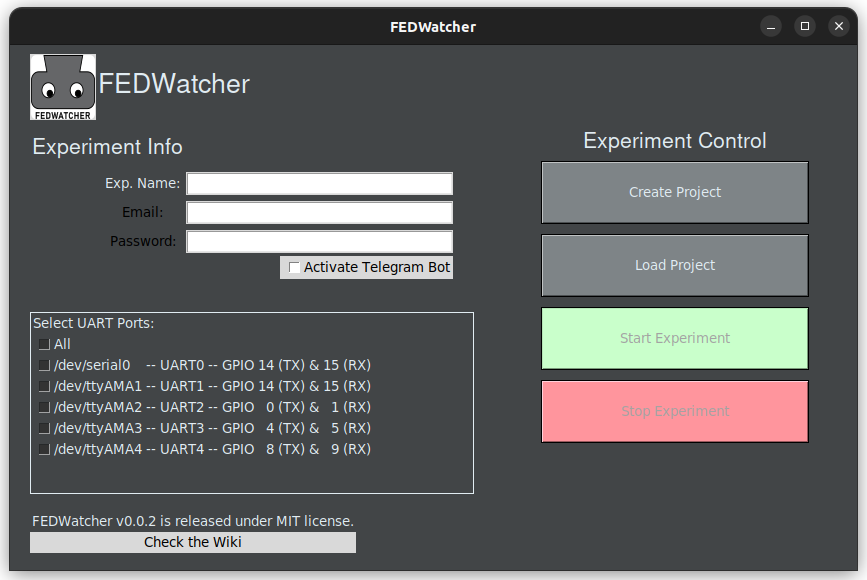 FEDWatcher
FEDWATCHER
FEDWatcher
Experiment Info
Exp. Name:
Email:
Password:
Activate Telegram Bot
Select UART Ports:
All
/dev/serial0 -- UART0 -- GPIO 14 (TX) & 15 (RX)
/dev/ttyAMA1 -- UART1 -- GPIO 14 (TX) & 15 (RX)
/dev/ttyAMA2 -- UART2 -- GPIO 0 (TX) & 1 (RX)
/dev/ttyAMA3 -- UART3 -- GPIO 4 (TX) & 5 (RX)
/dev/ttyAMA4 -- UART4 -- GPIO 8 (TX) & 9 (RX)
FEDWatcher v0.0.2 is released under MIT license.
Check the Wiki
Experiment Control
Create Project
Load Project
Start Experiment
Stop Experiment